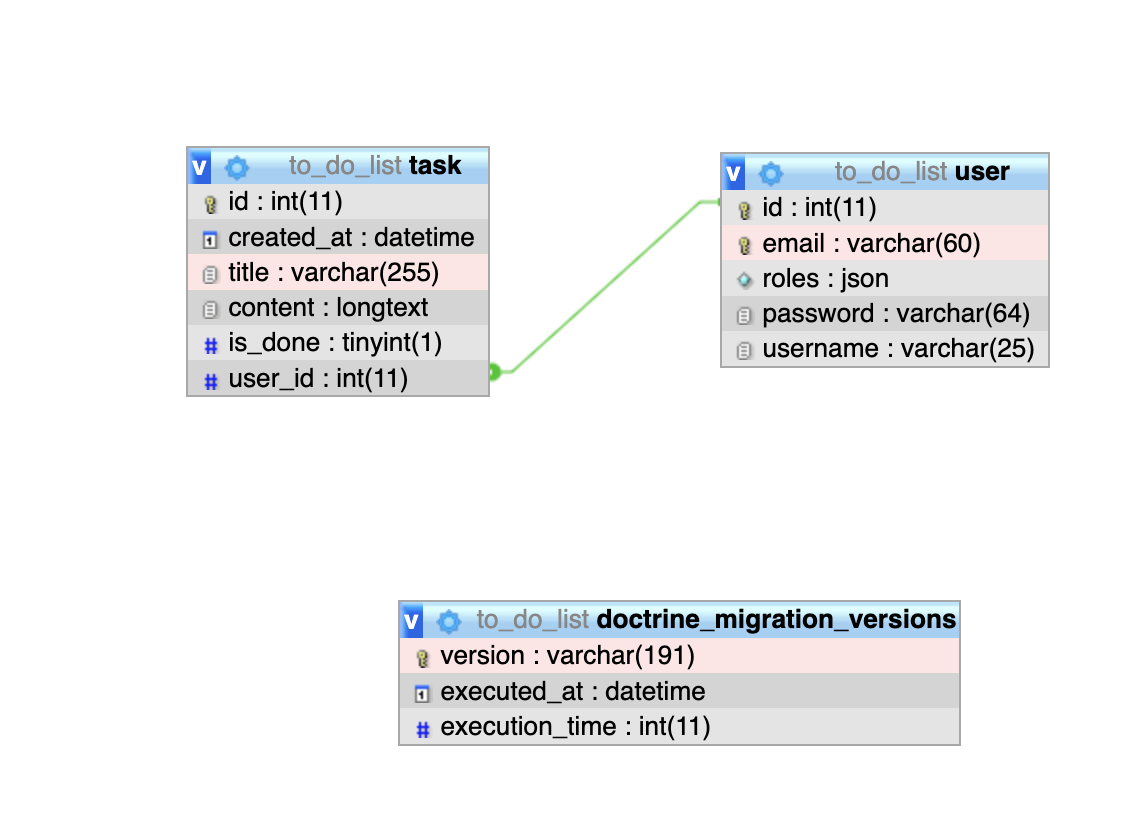 v to_do_list task
id : int(11)
created_at : datetime
title : varchar(255)
content : longtext
# is_done : tinyint(1)
# user_id : int(11)
v to_do_list user
id : int(11)
email : varchar(60)
roles : json
password : varchar(64)
username : varchar(25)
v to_do_list doctrine_migration_versions
version : varchar(191)
executed_at : datetime
# execution_time : int(11)